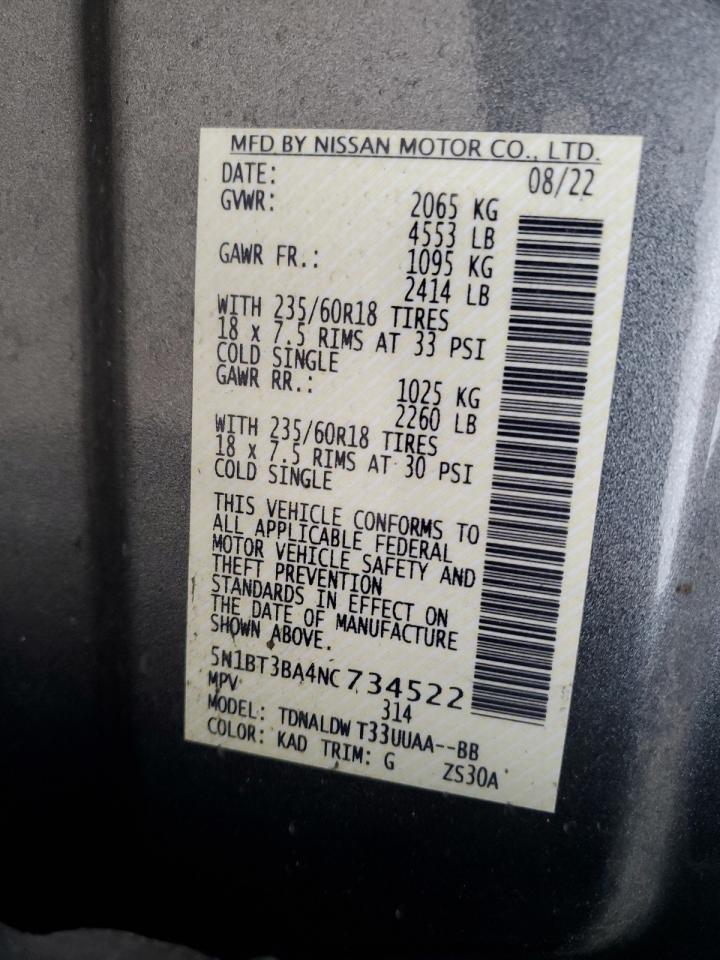 MFD BY NISSAN MOTOR CO., LTD.
DATE: 08/22
GVWR: 2065 KG
4553 LB
GAWR FR.: 1095 KG
2414 LB
WITH 235/60R18 TIRES
18 X 7.5 RIMS AT 33 PSI
COLD SINGLE
GAWR RR.: 1025 KG
2260 LB
WITH 235/60R18 TIRES
18 X 7.5 RIMS AT 30 PSI
COLD SINGLE
THIS VEHICLE CONFORMS TO
ALL APPLICABLE FEDERAL
MOTOR VEHICLE SAFETY AND
THEFT PREVENTION
STANDARDS IN EFFECT ON
THE DATE OF MANUFACTURE
SHOWN ABOVE.
5N1BT3BA4NC734522
MPV 314
MODEL: TDNALDW T33UUAA--BB
COLOR: KAD TRIM: G ZS30A